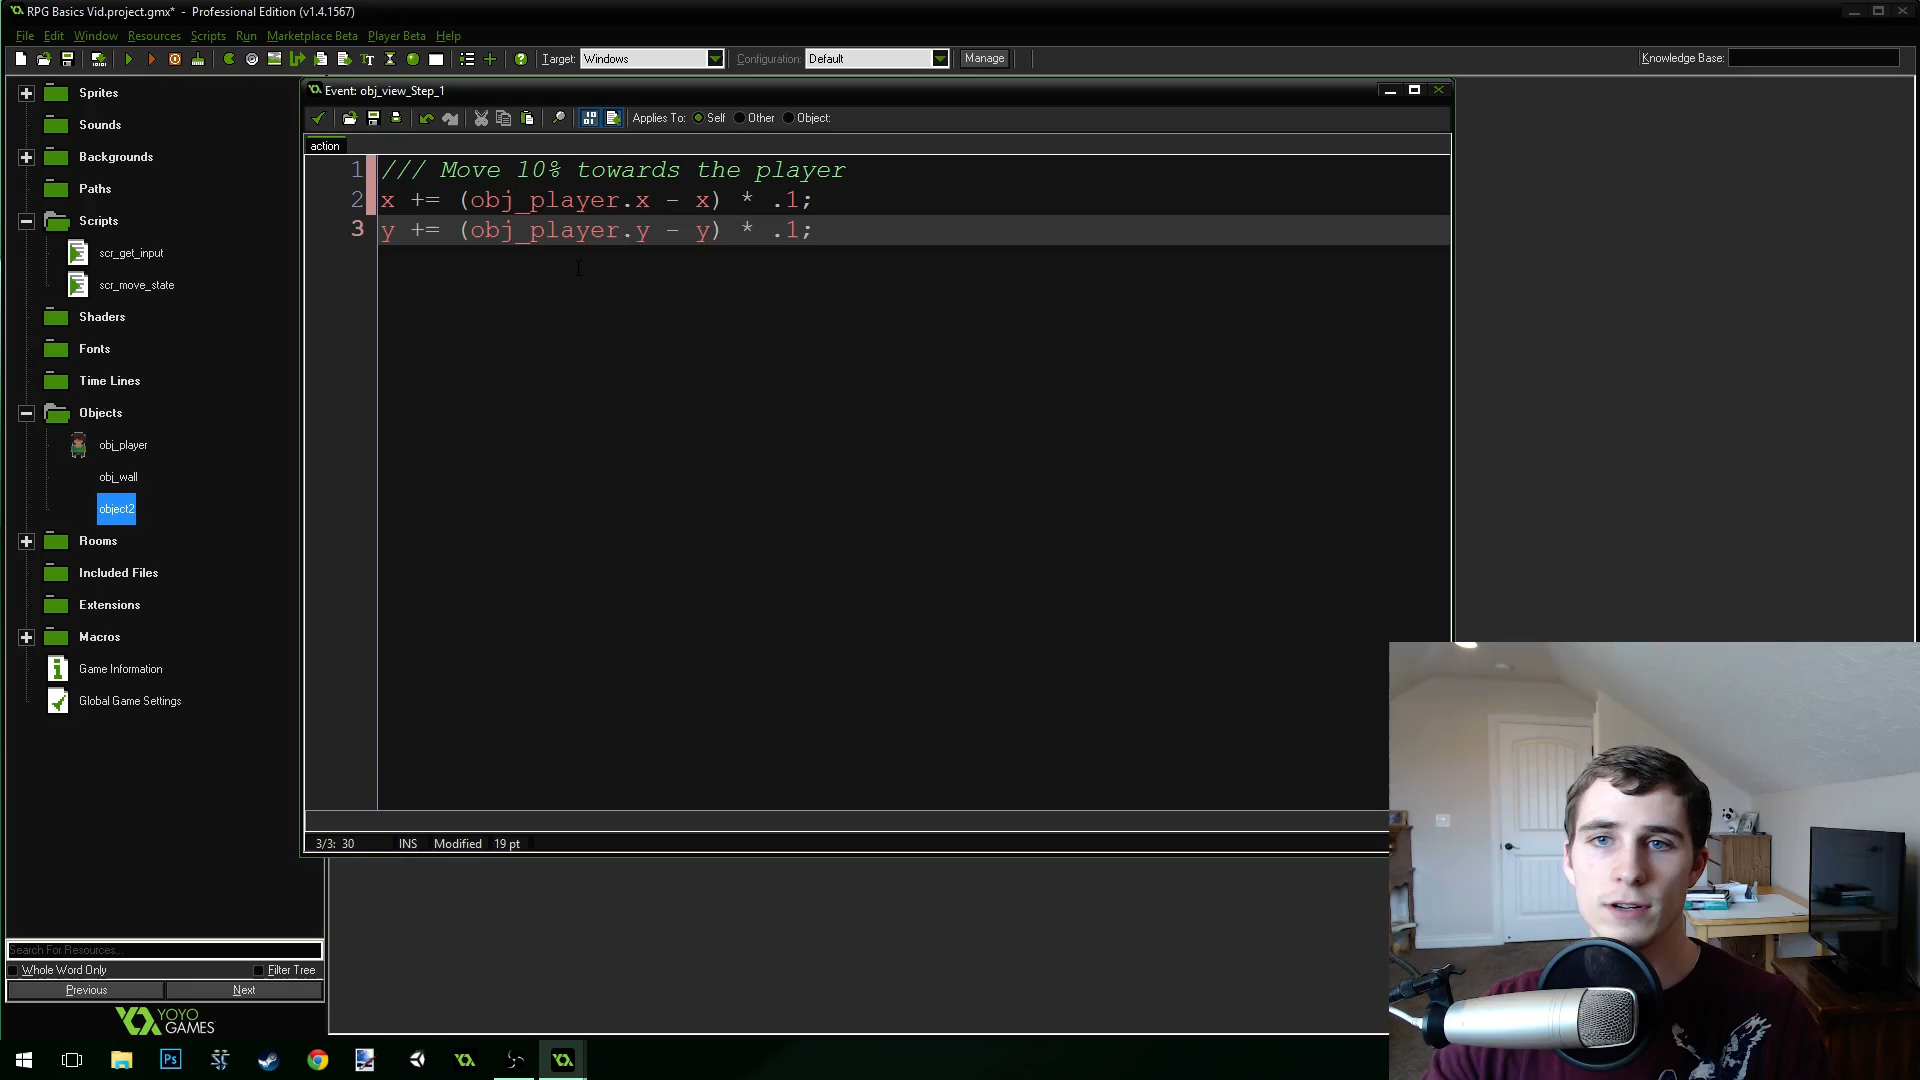 RPG Basics Vid.project.gmx* - Professional Edition (v1.4.1567)
File Edit Window Resources Scripts Run Marketplace Beta Player Beta Help
Target: Windows Configuration: Default Manage Knowledge Base:
Sprites
Sounds
Backgrounds
Paths
Scripts
scr_get_input
scr_move_state
Shaders
Fonts
Time Lines
Objects
obj_player
obj_wall
object2
Rooms
Included Files
Extensions
Macros
Game Information
Global Game Settings
Event: obj_view_Step_1
Applies To: Self Other Object:
action
1 /// Move 10% towards the player
2 x += (obj_player.x - x) * .1;
3 y += (obj_player.y - y) * .1;
3/3: 30 INS Modified 19 pt
Search For Resources...
Whole Word Only Filter Tree
Previous Next
YOYO
GAMES
Ps